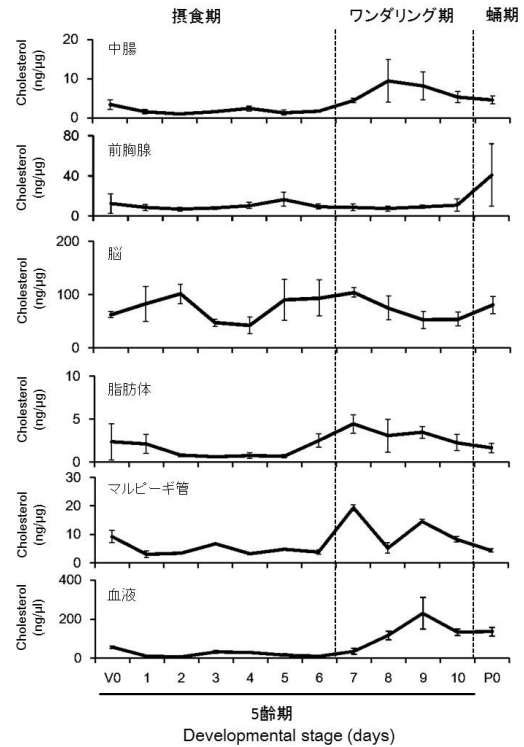 摂食期 ワンダリング期 蛹期
Cholesterol
(ng/μg)
20
10
0
中腸
Cholesterol
(ng/μg)
80
40
0
前胸腺
Cholesterol
(ng/μg)
200
100
0
脳
Cholesterol
(ng/μg)
10
5
0
脂肪体
Cholesterol
(ng/μg)
30
20
10
0
マルピーギ管
Cholesterol
(ng/μl)
400
200
0
血液
V0 1 2 3 4 5 6 7 8 9 10 P0
5齢期
Developmental stage (days)